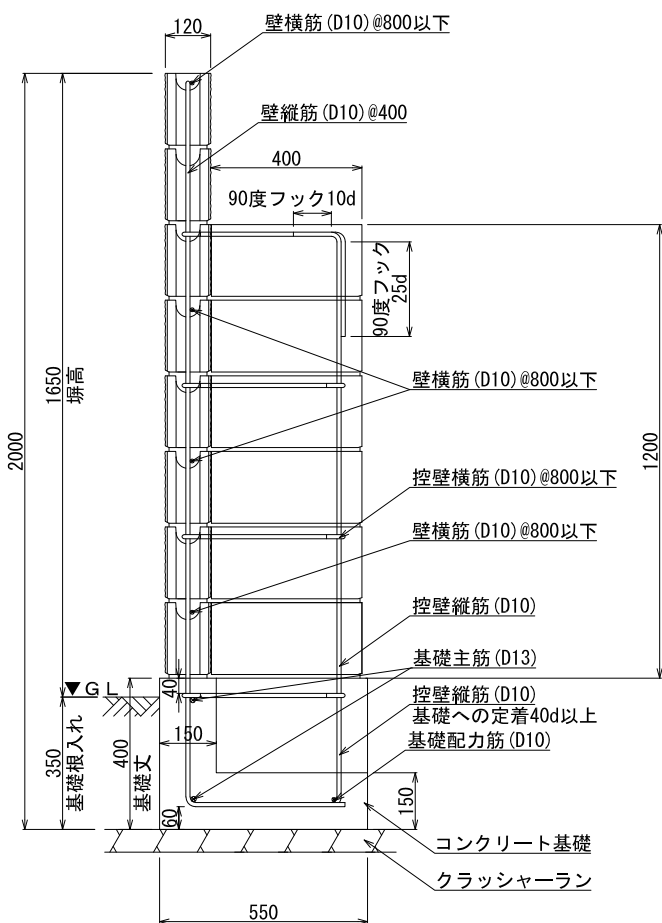 壁横筋(D10)@800以下
120
壁縦筋(D10)@400
400
90度フック10d
90度フック
25d
2000
1650
塀高
1200
壁横筋(D10)@800以下
控壁横筋(D10)@800以下
壁横筋(D10)@800以下
控壁縦筋(D10)
基礎主筋(D13)
▼GL
40
控壁縦筋(D10)
基礎への定着40d以上
基礎配力筋(D10)
350
基礎根入れ
400
基礎丈
150
60
150
コンクリート基礎
クラッシャーラン
550